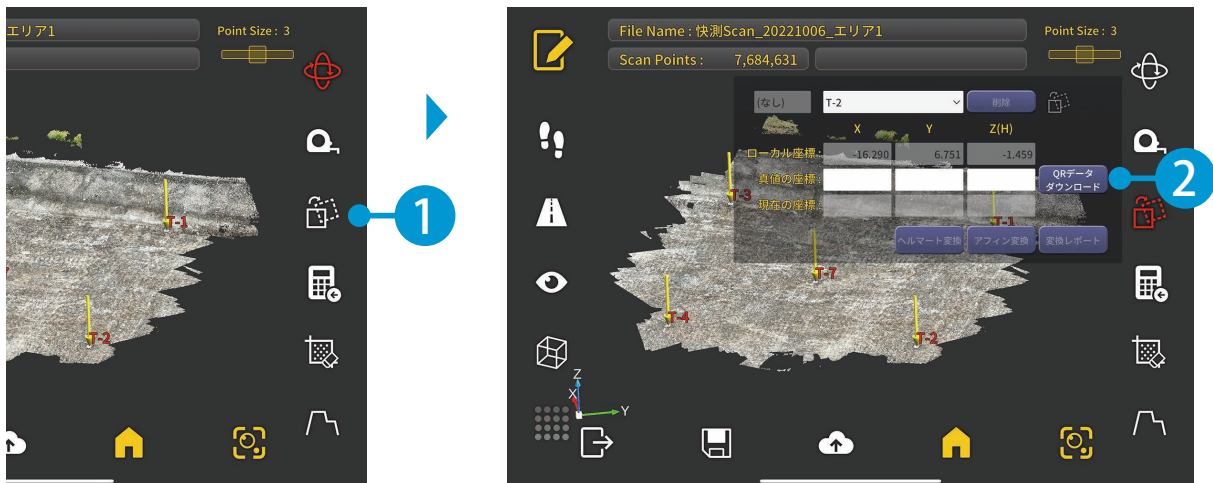 エリア1
Point Size : 3
T-1
T-2
1
File Name : 快測Scan_20221006_エリア1
Point Size : 3
Scan Points : 7,684,631
(なし) T-2 削除
X Y Z(H)
ローカル座標 : -16.290 6.751 -1.459
真値の座標 :
QRデータ
ダウンロード
2
現在の座標 :
ヘルマート変換 アフィン変換 変換レポート
T-3
T-1
T-7
T-4
T-2
Z
X
Y